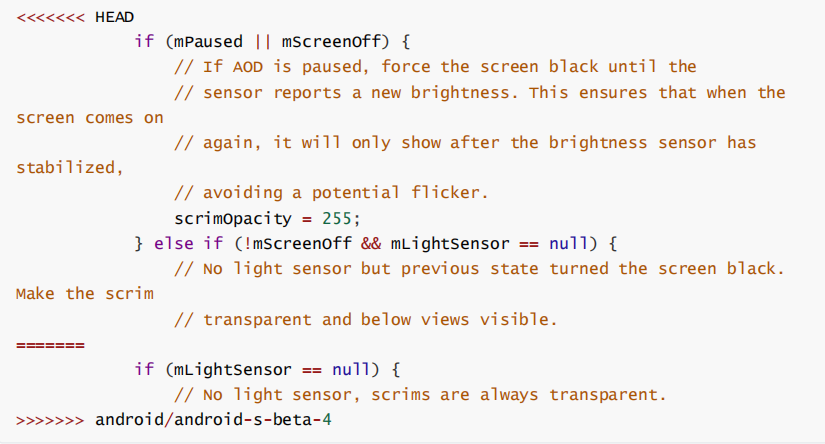 <<<<<<< HEAD
            if (mPaused || mScreenOff) {
                // If AOD is paused, force the screen black until the
                // sensor reports a new brightness. This ensures that when the
screen comes on
                // again, it will only show after the brightness sensor has
stabilized,
                // avoiding a potential flicker.
                scrimOpacity = 255;
            } else if (!mScreenOff && mLightSensor == null) {
                // No light sensor but previous state turned the screen black.
Make the scrim
                // transparent and below views visible.
=======
            if (mLightSensor == null) {
                // No light sensor, scrims are always transparent.
>>>>>>> android/android-s-beta-4